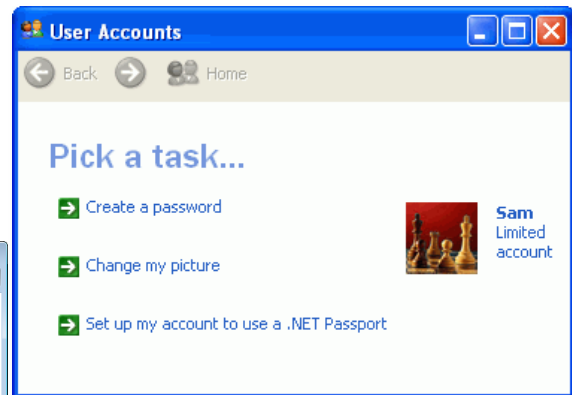 User Accounts
Back
Home
Pick a task...
Create a password
Change my picture
Set up my account to use a .NET Passport
Sam
Limited
account